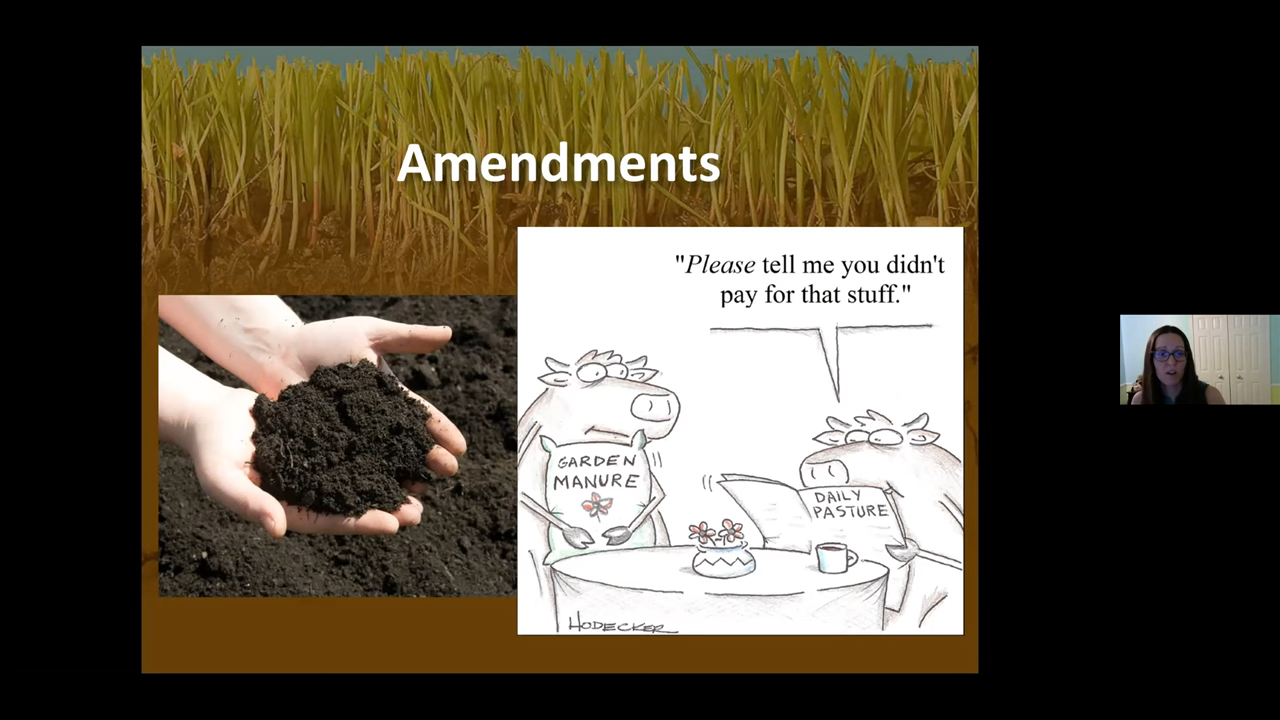 Amendments
"Please tell me you didn't
pay for that stuff."
GARDEN
MANURE
DAILY
PASTURE
HODECKER